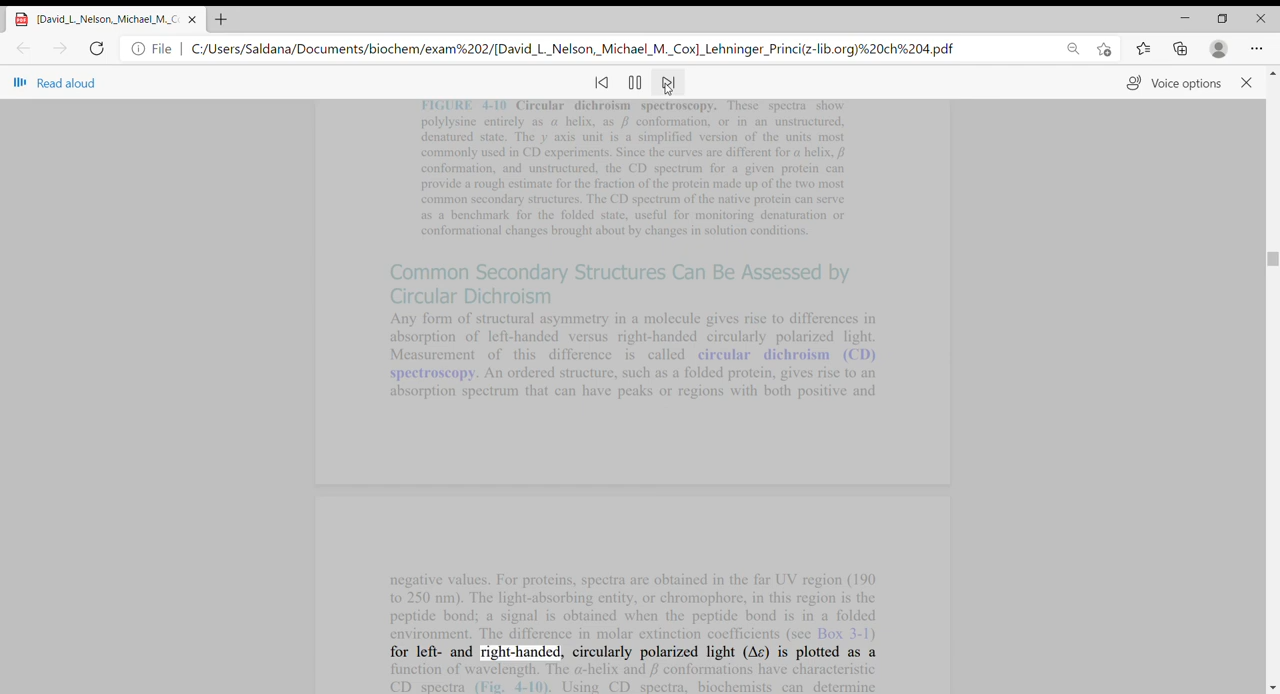 [David_L._Nelson,_Michael_M._C
File | C:/Users/Saldana/Documents/biochem/exam%202/[David_L._Nelson,_Michael_M._Cox]_Lehninger_Princi(z-lib.org)%20ch%204.pdf
Read aloud
Voice options
FIGURE 4-10 Circular dichroism spectroscopy. These spectra show
polylysine entirely as α helix, as β conformation, or in an unstructured,
denatured state. The y axis unit is a simplified version of the units most
commonly used in CD experiments. Since the curves are different for α helix, β
conformation, and unstructured, the CD spectrum for a given protein can
provide a rough estimate for the fraction of the protein made up of the two most
common secondary structures. The CD spectrum of the native protein can serve
as a benchmark for the folded state, useful for monitoring denaturation or
conformational changes brought about by changes in solution conditions.
Common Secondary Structures Can Be Assessed by
Circular Dichroism
Any form of structural asymmetry in a molecule gives rise to differences in
absorption of left-handed versus right-handed circularly polarized light.
Measurement of this difference is called circular dichroism (CD)
spectroscopy. An ordered structure, such as a folded protein, gives rise to an
absorption spectrum that can have peaks or regions with both positive and
negative values. For proteins, spectra are obtained in the far UV region (190
to 250 nm). The light-absorbing entity, or chromophore, in this region is the
peptide bond; a signal is obtained when the peptide bond is in a folded
environment. The difference in molar extinction coefficients (see Box 3-1)
for left- and right-handed, circularly polarized light (Δε) is plotted as a
function of wavelength. The α-helix and β conformations have characteristic
CD spectra (Fig. 4-10). Using CD spectra, biochemists can determine